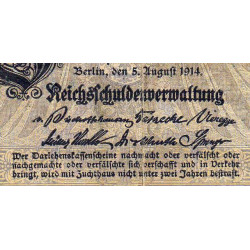 Berlin, den 5. August 1914.
Reichsschuldenverwaltung
Wer Darlehenskassenscheine nachmacht oder verfälscht oder
nachgemachte oder verfälschte sich verschafft und in Verkehr
bringt, wird mit Zuchthaus nicht unter zwei Jahren bestraft.